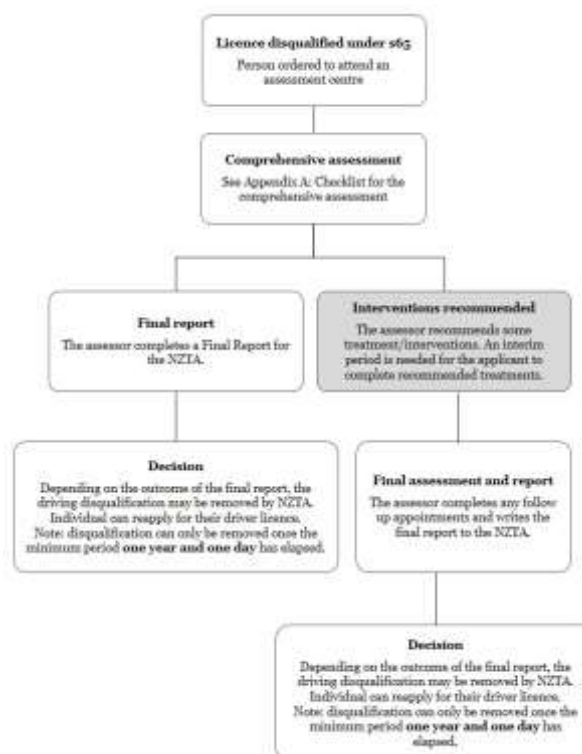 Licence disqualified under s65
Person ordered to attend an
assessment centre
Comprehensive assessment
See Appendix A: Checklist for the
comprehensive assessment
Final report
The assessor completes a Final Report for
the NZTA.
Interventions recommended
The assessor recommends some
treatment/interventions. An interim
period is needed for the applicant to
complete recommended treatments.
Decision
Depending on the outcome of the final report, the
driving disqualification may be removed by NZTA.
Individual can reapply for their driver licence.
Note: disqualification can only be removed once the
minimum period one year and one day has elapsed.
Final assessment and report
The assessor completes any follow
up appointments and writes the
final report to the NZTA.
Decision
Depending on the outcome of the final report, the
driving disqualification may be removed by NZTA.
Individual can reapply for their driver licence.
Note: disqualification can only be removed once the
minimum period one year and one day has
elapsed.